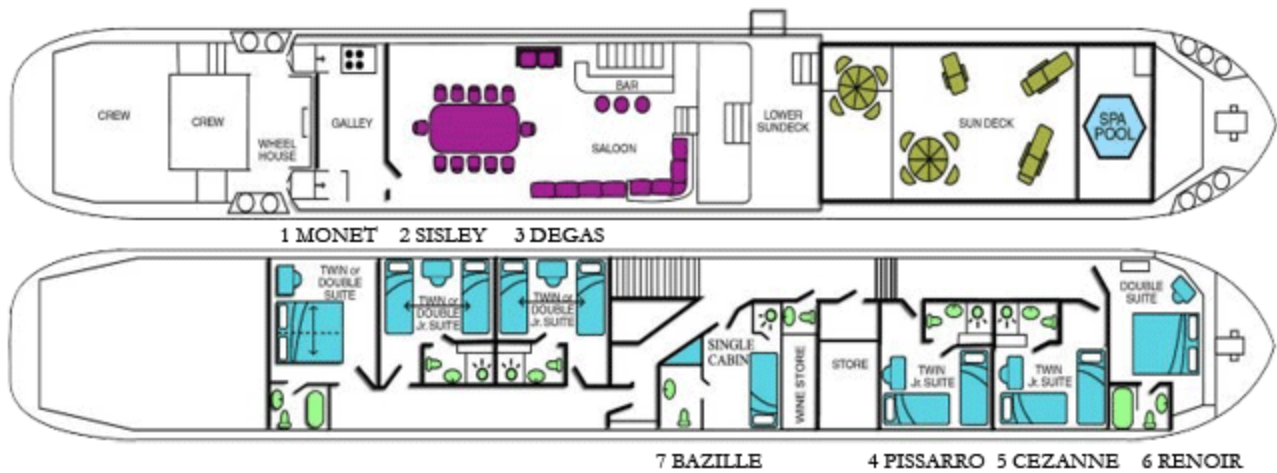 CREW
CREW
WHEEL
HOUSE
GALLEY
BAR
SALOON
LOWER
SUNDECK
SUN DECK
SPA
POOL
1 MONET 2 SISLEY 3 DEGAS
TWIN or
DOUBLE
SUITE
TWIN or
DOUBLE
Jr. SUITE
TWIN or
DOUBLE
Jr. SUITE
SINGLE
CABIN
WINE STORE
STORE
TWIN
Jr. SUITE
TWIN
Jr. SUITE
DOUBLE
SUITE
7 BAZILLE 4 PISSARRO 5 CEZANNE 6 RENOIR